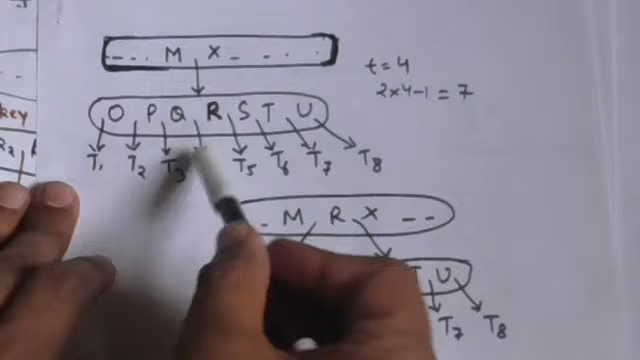 M X
t = 4
2×4-1 = 7
O P Q R S T U
T1 T2 T3 T5 T6 T7 T8
key
M R X
U
T7 T8